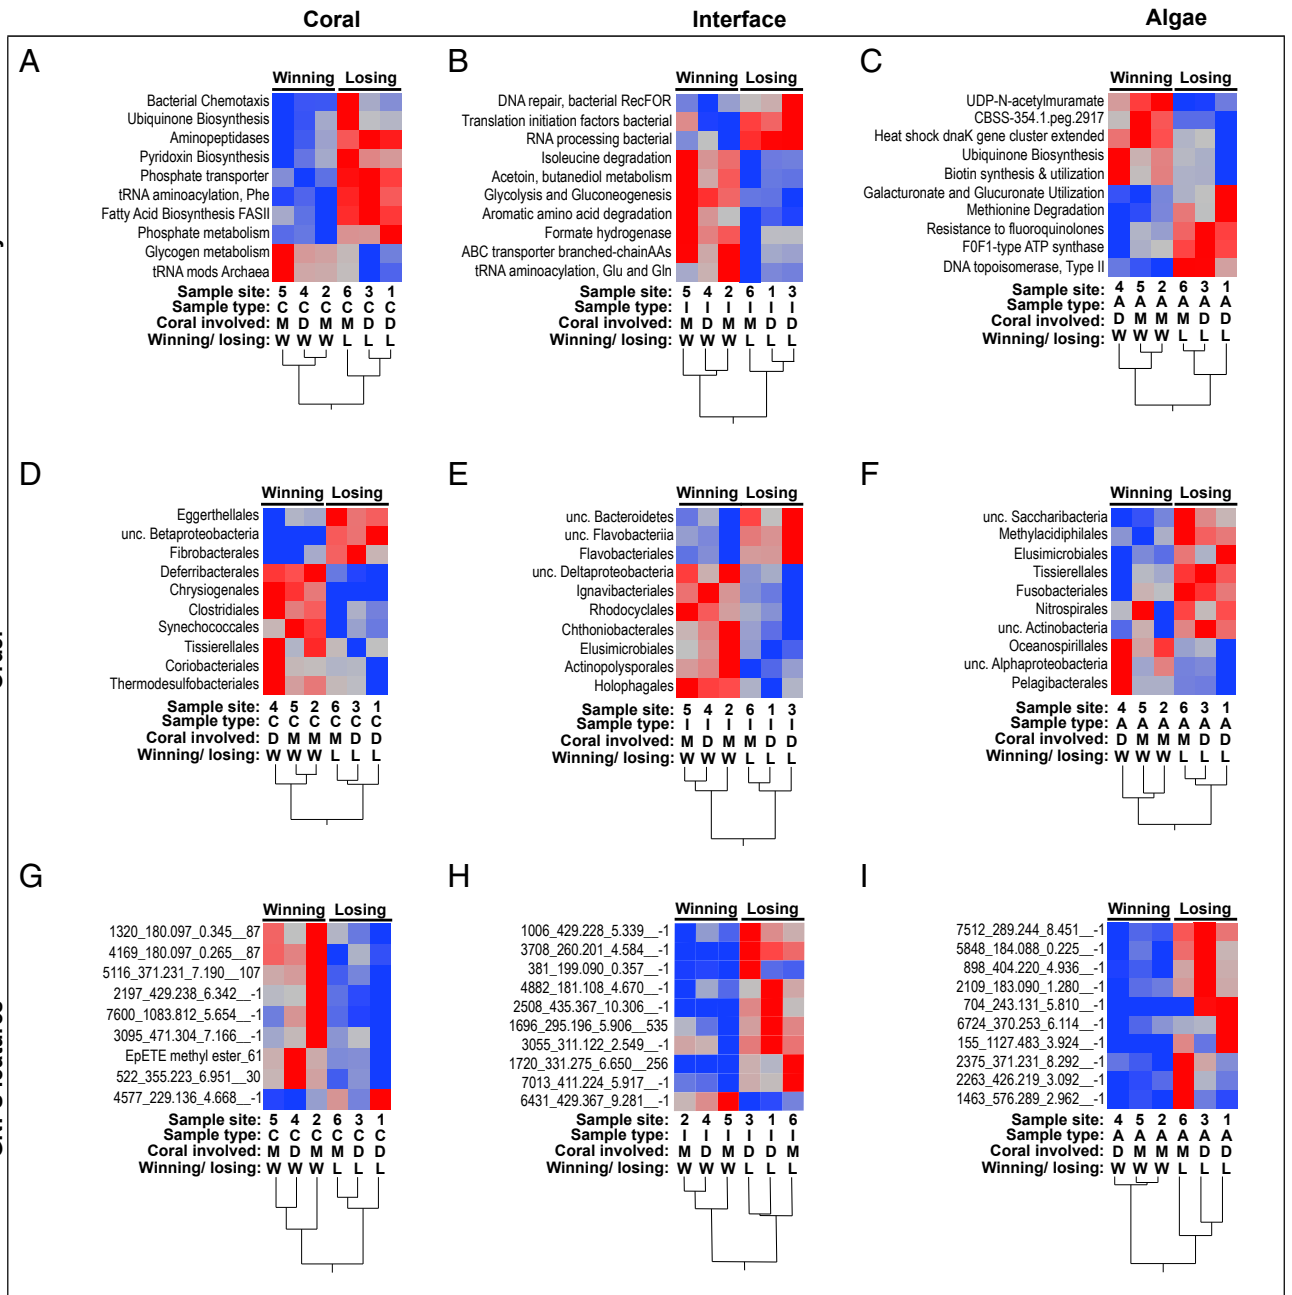 Coral Interface Algae
A
Winning Losing
Bacterial Chemotaxis
Ubiquinone Biosynthesis
Aminopeptidases
Pyridoxin Biosynthesis
Phosphate transporter
tRNA aminoacylation, Phe
Fatty Acid Biosynthesis FASII
Phosphate metabolism
Glycogen metabolism
tRNA mods Archaea
Sample site: 5 4 2 6 3 1
Sample type: C C C C C C
Coral involved: M D M M D D
Winning/ losing: W W W L L L
B
Winning Losing
DNA repair, bacterial RecFOR
Translation initiation factors bacterial
RNA processing bacterial
Isoleucine degradation
Acetoin, butanediol metabolism
Glycolysis and Gluconeogenesis
Aromatic amino acid degradation
Formate hydrogenase
ABC transporter branched-chainAAs
tRNA aminoacylation, Glu and Gln
Sample site: 5 4 2 6 1 3
Sample type: I I I I I I
Coral involved: M D M M D D
Winning/ losing: W W W L L L
C
Winning Losing
UDP-N-acetylmuramate
CBSS-354.1.peg.2917
Heat shock dnaK gene cluster extended
Ubiquinone Biosynthesis
Biotin synthesis & utilization
Galacturonate and Glucuronate Utilization
Methionine Degradation
Resistance to fluoroquinolones
F0F1-type ATP synthase
DNA topoisomerase, Type II
Sample site: 4 5 2 6 3 1
Sample type: A A A A A A
Coral involved: D M M M D D
Winning/ losing: W W W L L L
D
Winning Losing
Eggerthellales
unc. Betaproteobacteria
Fibrobacterales
Deferribacterales
Chrysiogenales
Clostridiales
Synechococcales
Tissierellales
Coriobacteriales
Thermodesulfobacteriales
Sample site: 4 5 2 6 3 1
Sample type: C C C C C C
Coral involved: D M M M D D
Winning/ losing: W W W L L L
E
Winning Losing
unc. Bacteroidetes
unc. Flavobacteriia
Flavobacteriales
unc. Deltaproteobacteria
Ignavibacteriales
Rhodocyclales
Chthoniobacterales
Elusimicrobiales
Actinopolysporales
Holophagales
Sample site: 5 4 2 6 1 3
Sample type: I I I I I I
Coral involved: M D M M D D
Winning/ losing: W W W L L L
F
Winning Losing
unc. Saccharibacteria
Methylacidiphilales
Elusimicrobiales
Tissierellales
Fusobacteriales
Nitrospirales
unc. Actinobacteria
Oceanospirillales
unc. Alphaproteobacteria
Pelagibacterales
Sample site: 4 5 2 6 3 1
Sample type: A A A A A A
Coral involved: D M M M D D
Winning/ losing: W W W L L L
G
Winning Losing
1320_180.097_0.345__87
4169_180.097_0.265__87
5116_371.231_7.190__107
2197_429.238_6.342__-1
7600_1083.812_5.654__-1
3095_471.304_7.166__-1
EpETE methyl ester_61
522_355.223_6.951__30
4577_229.136_4.668__-1
Sample site: 5 4 2 6 3 1
Sample type: C C C C C C
Coral involved: M D M M D D
Winning/ losing: W W W L L L
H
Winning Losing
1006_429.228_5.339__-1
3708_260.201_4.584__-1
381_199.090_0.357__-1
4882_181.108_4.670__-1
2508_435.367_10.306__-1
1696_295.196_5.906__535
3055_311.122_2.549__-1
1720_331.275_6.650__256
7013_411.224_5.917__-1
6431_429.367_9.281__-1
Sample site: 2 4 5 3 1 6
Sample type: I I I I I I
Coral involved: M D M D D M
Winning/ losing: W W W L L L
I
Winning Losing
7512_289.244_8.451__-1
5848_184.088_0.225__-1
898_404.220_4.936__-1
2109_183.090_1.280__-1
704_243.131_5.810__-1
6724_370.253_6.114__-1
155_1127.483_3.924__-1
2375_371.231_8.292__-1
2263_426.219_3.092__-1
1463_576.289_2.962__-1
Sample site: 4 5 2 6 3 1
Sample type: A A A A A A
Coral involved: D M M M D D
Winning/ losing: W W W L L L